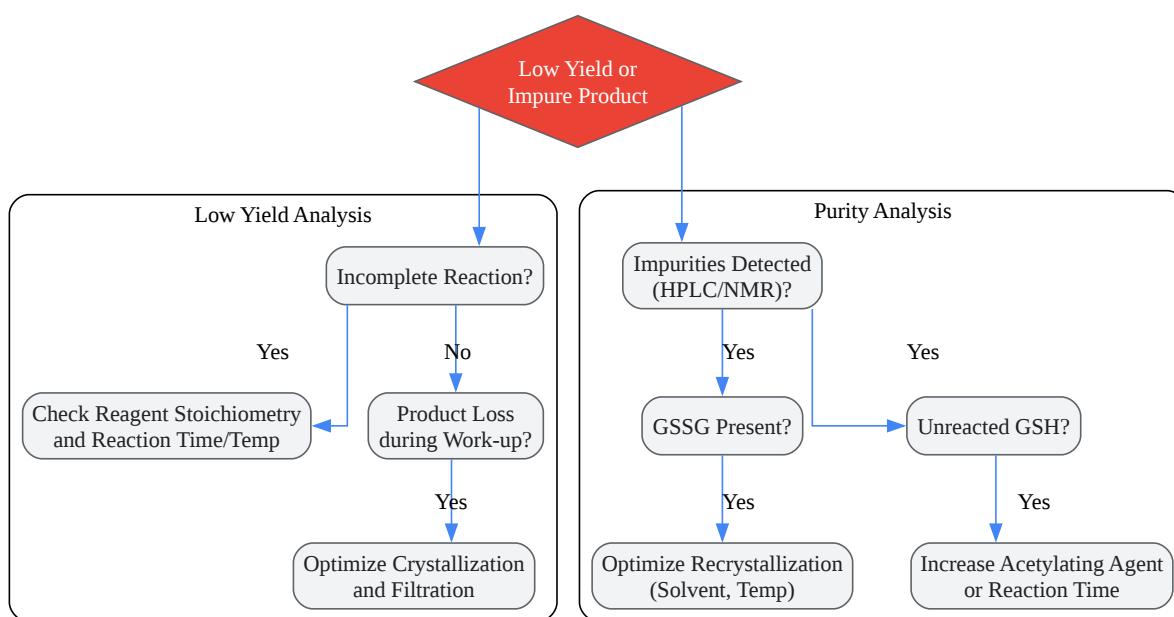 Low Yield or
Impure Product
Low Yield Analysis
Incomplete Reaction?
Yes
No
Check Reagent Stoichiometry
and Reaction Time/Temp
Product Loss
during Work-up?
Yes
Optimize Crystallization
and Filtration
Purity Analysis
Impurities Detected
(HPLC/NMR)?
Yes
Yes
GSSG Present?
Unreacted GSH?
Yes
Yes
Optimize Recrystallization
(Solvent, Temp)
Increase Acetylating Agent
or Reaction Time